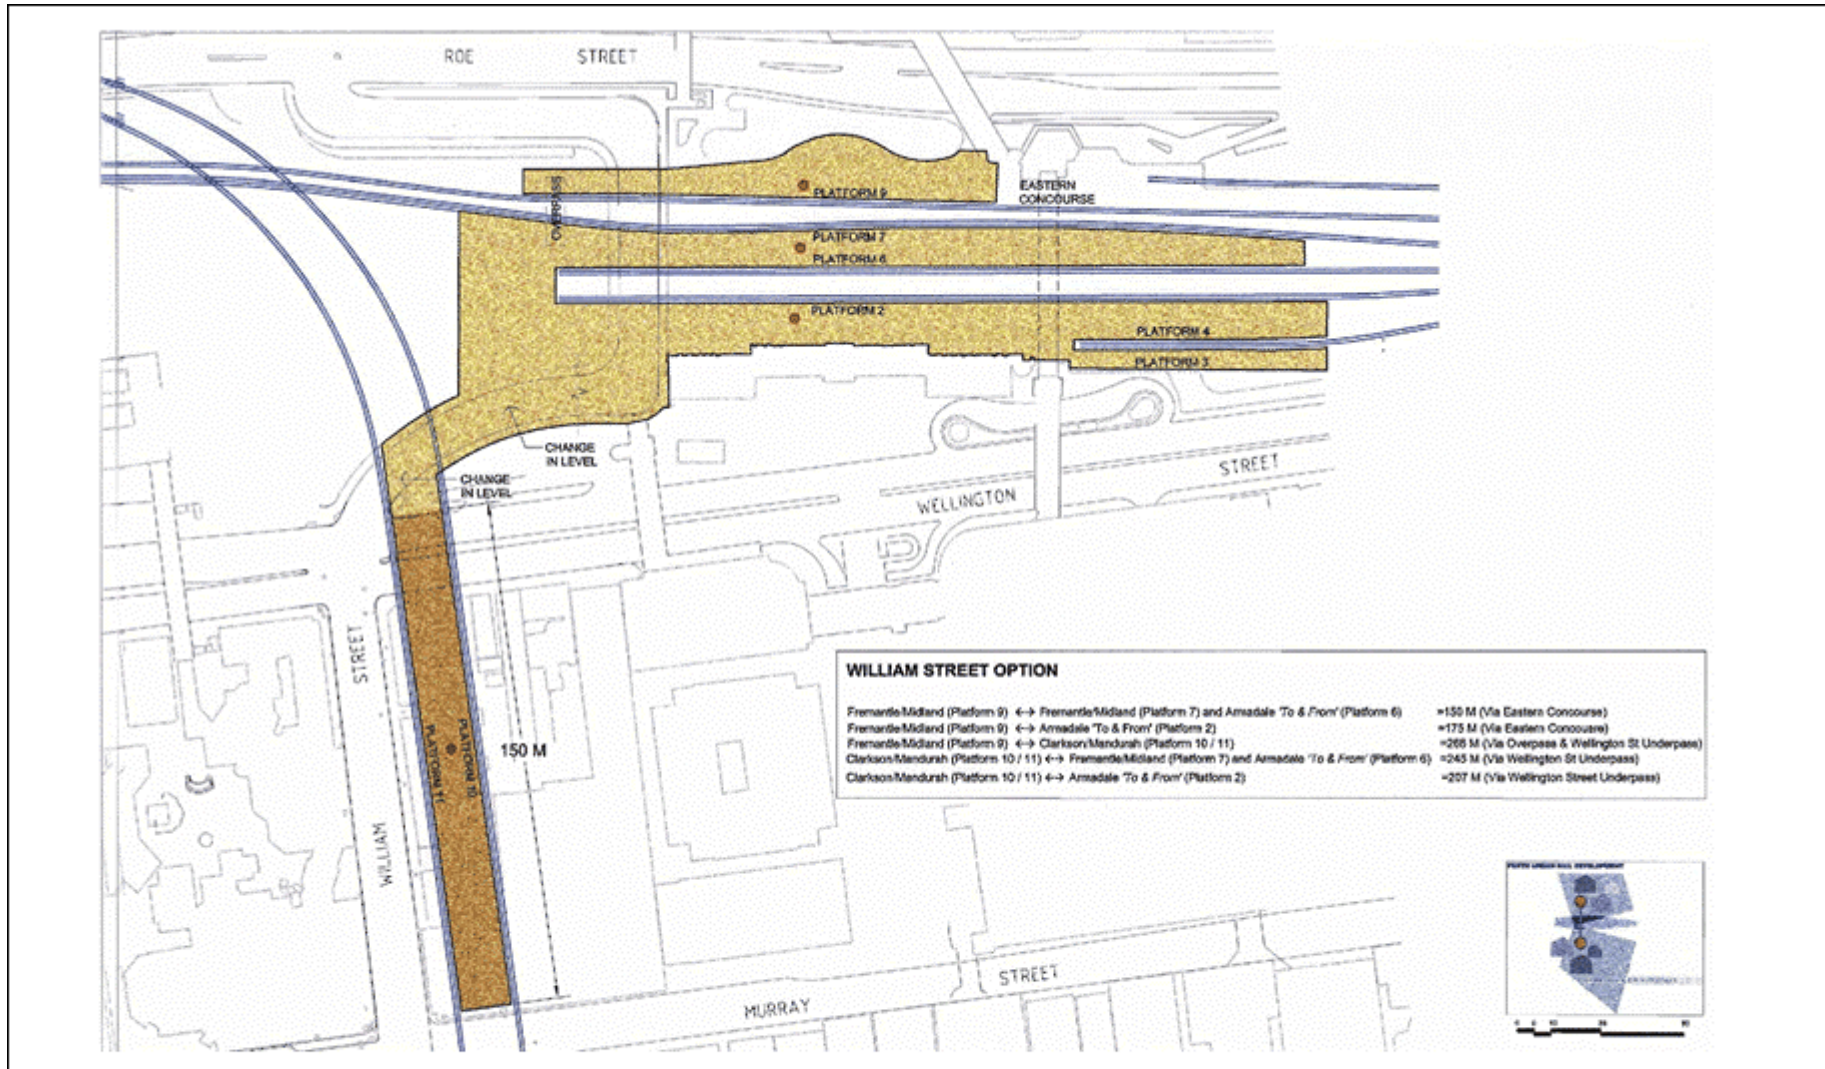 ROE STREET
OVERPASS
PLATFORM 9
EASTERN
CONCOURSE
PLATFORM 7
PLATFORM 6
PLATFORM 2
PLATFORM 4
PLATFORM 3
CHANGE
IN LEVEL
CHANGE
IN LEVEL
WELLINGTON STREET
WILLIAM STREET
PLATFORM 11
PLATFORM 10
150 M
MURRAY STREET
WILLIAM STREET OPTION
Fremantle/Midland (Platform 9) ↔ Fremantle/Midland (Platform 7) and Armadale 'To & From' (Platform 6) =150 M (Via Eastern Concourse)
Fremantle/Midland (Platform 9) ↔ Armadale 'To & From' (Platform 2) =175 M (Via Eastern Concourse)
Fremantle/Midland (Platform 9) ↔ Clarkson/Mandurah (Platform 10 / 11) =266 M (Via Overpass & Wellington St Underpass)
Clarkson/Mandurah (Platform 10 / 11) ↔ Fremantle/Midland (Platform 7) and Armadale 'To & From' (Platform 6) =245 M (Via Wellington St Underpass)
Clarkson/Mandurah (Platform 10 / 11) ↔ Armadale 'To & From' (Platform 2) =207 M (Via Wellington Street Underpass)
PERTH URBAN RAIL DEVELOPMENT